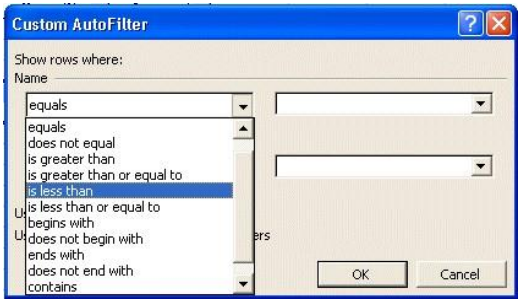 Custom AutoFilter
Show rows where:
Name
equals
equals
does not equal
is greater than
is greater than or equal to
is less than
is less than or equal to
begins with
does not begin with
ends with
does not end with
contains
OK
Cancel